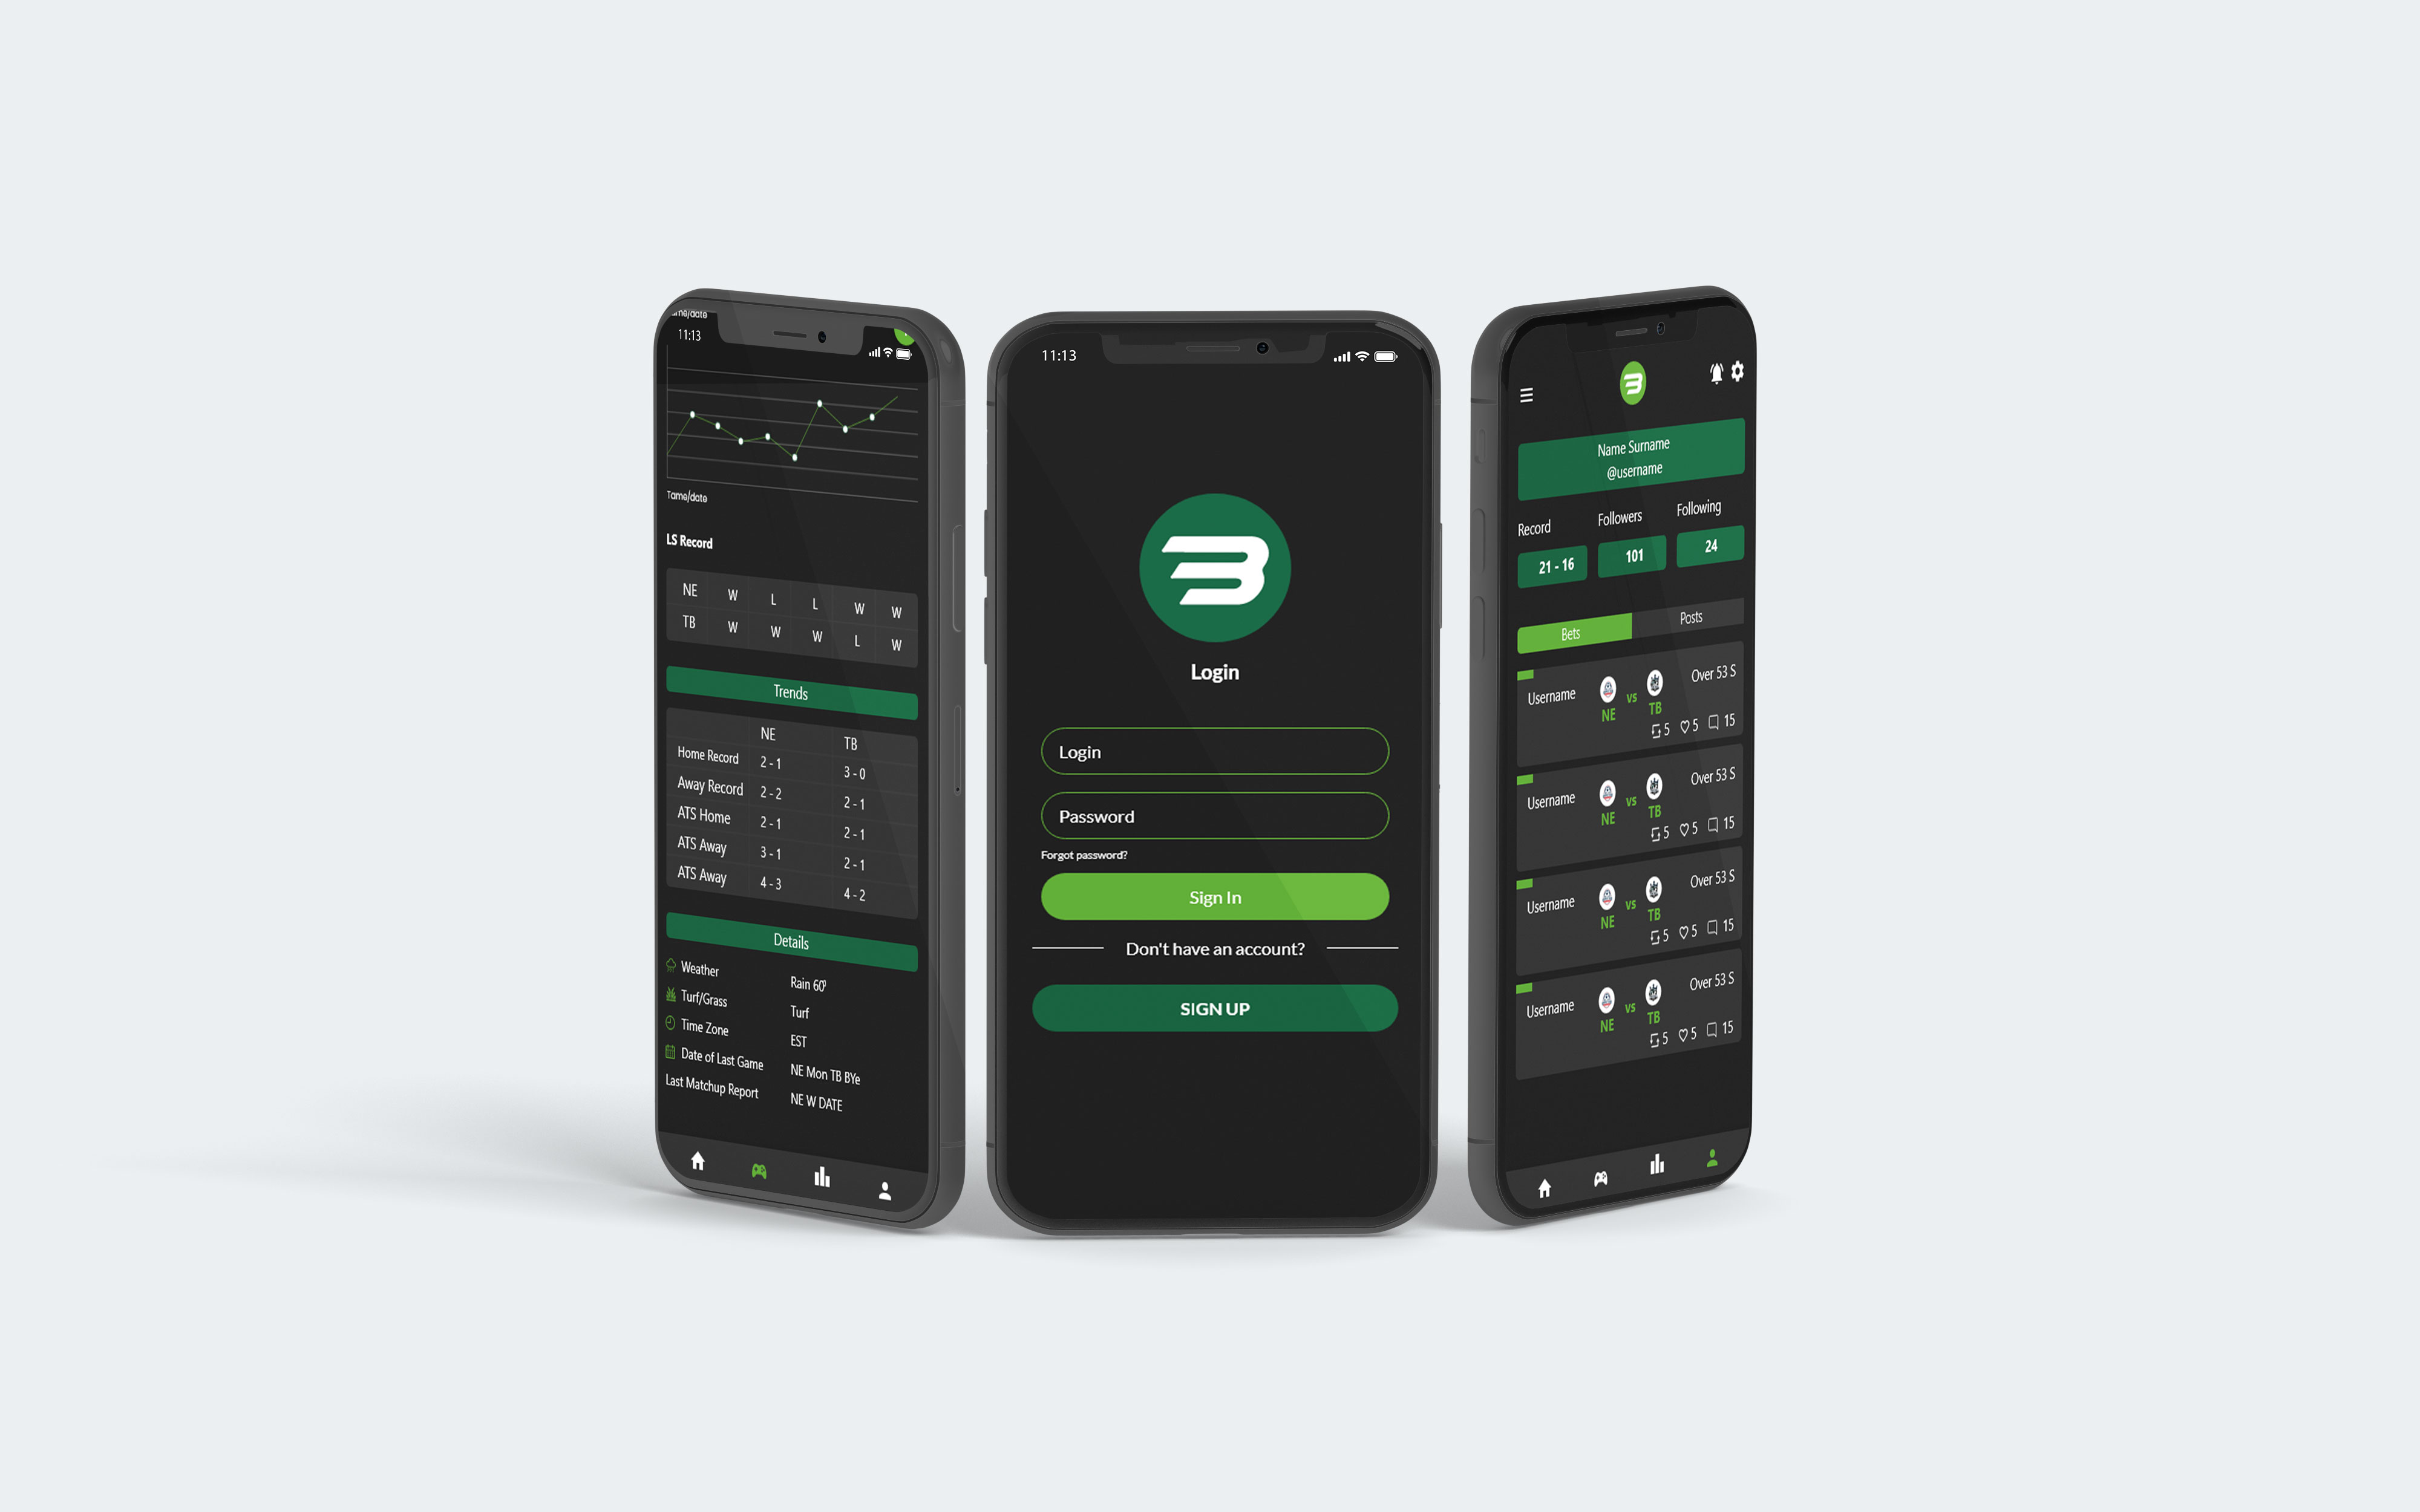 ame/date
11:13
Tame/date
LS Record
NE W L L W W
TB W W W L W
Trends
NE TB
Home Record 2 - 1 3 - 0
Away Record 2 - 2 2 - 1
ATS Home 2 - 1 2 - 1
ATS Away 3 - 1 2 - 1
ATS Away 4 - 3 4 - 2
Details
Weather Rain 60⁰
Turf/Grass Turf
Time Zone EST
Date of Last Game NE Mon TB BYe
Last Matchup Report NE W DATE
11:13
B
Login
Login
Password
Forgot password?
Sign In
Don't have an account?
SIGN UP
B
Name Surname
@username
Record Followers Following
21 - 16 101 24
Bets Posts
Username NE vs TB Over 53 S
5 5 15
Username NE vs TB Over 53 S
5 5 15
Username NE vs TB Over 53 S
5 5 15
Username NE vs TB Over 53 S
5 5 15